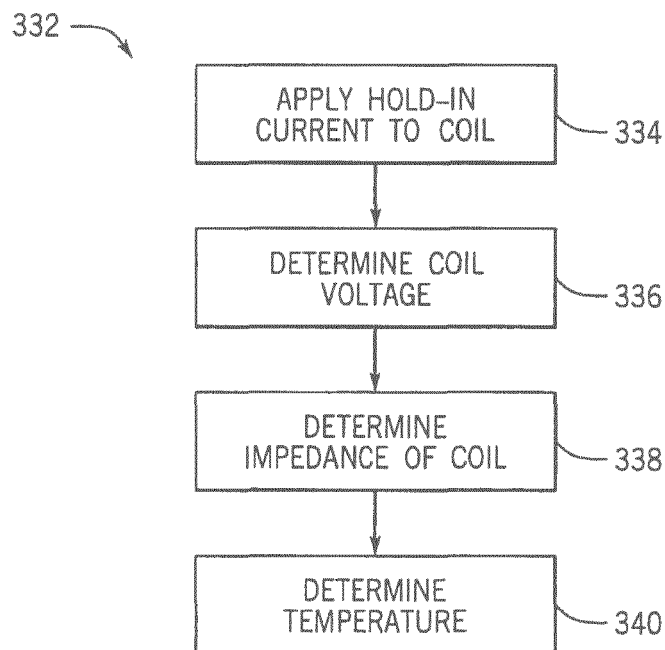 332
APPLY HOLD-IN
CURRENT TO COIL
334
DETERMINE COIL
VOLTAGE
336
DETERMINE
IMPEDANCE OF COIL
338
DETERMINE
TEMPERATURE
340